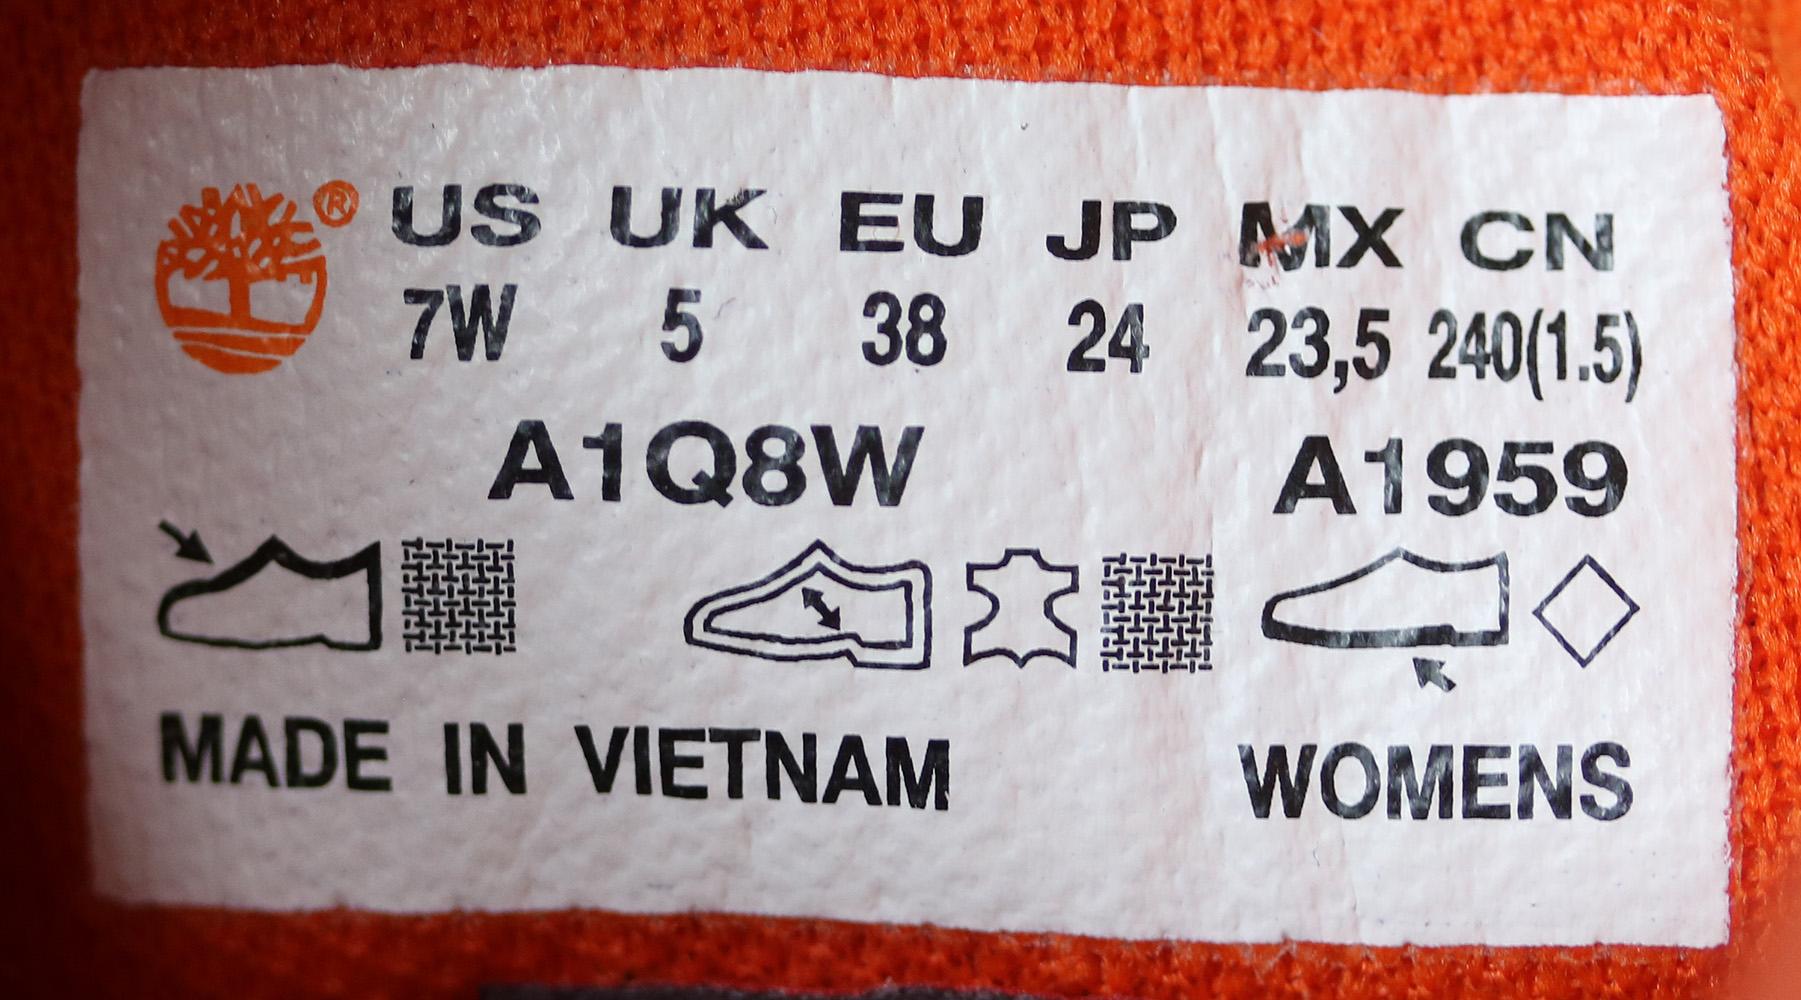 ® US UK EU JP MX CN
7W 5 38 24 23,5 240(1.5)
A1Q8W A1959
MADE IN VIETNAM WOMENS